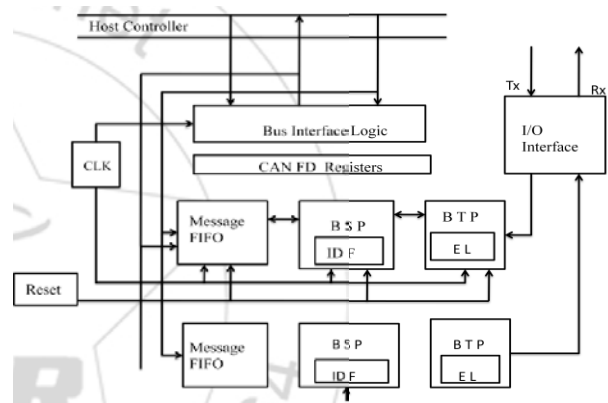 Host Controller
Tx
Rx
Bus Interface Logic
I/O
Interface
CLK
CAN FD Registers
Message
FIFO
B S P
ID F
B T P
E L
Reset
Message
FIFO
B S P
ID F
B T P
E L